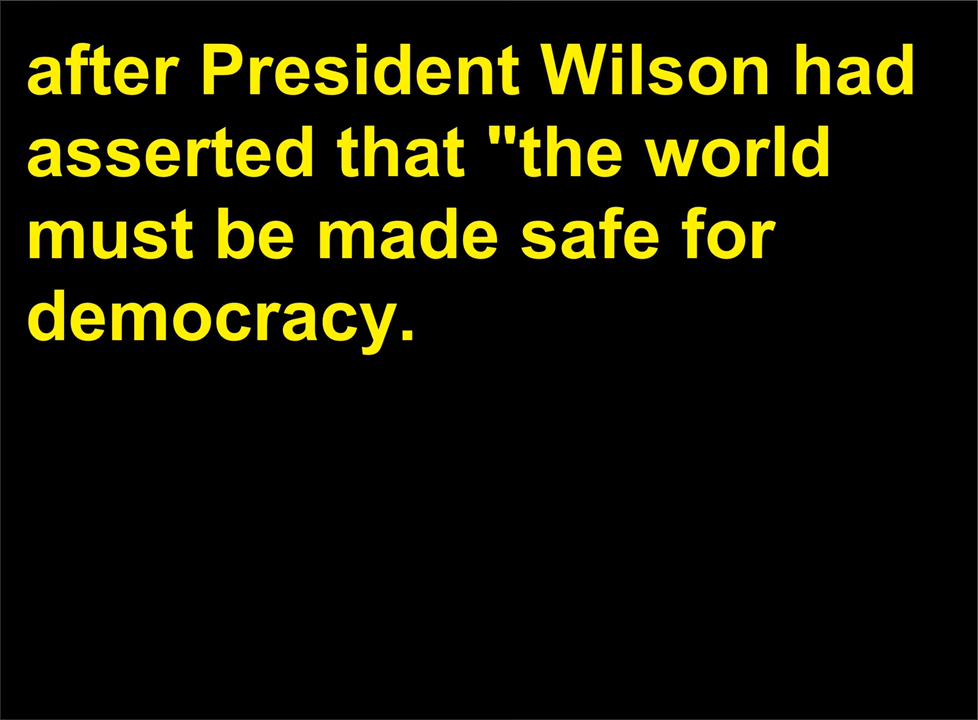 after President Wilson had
asserted that "the world
must be made safe for
democracy.